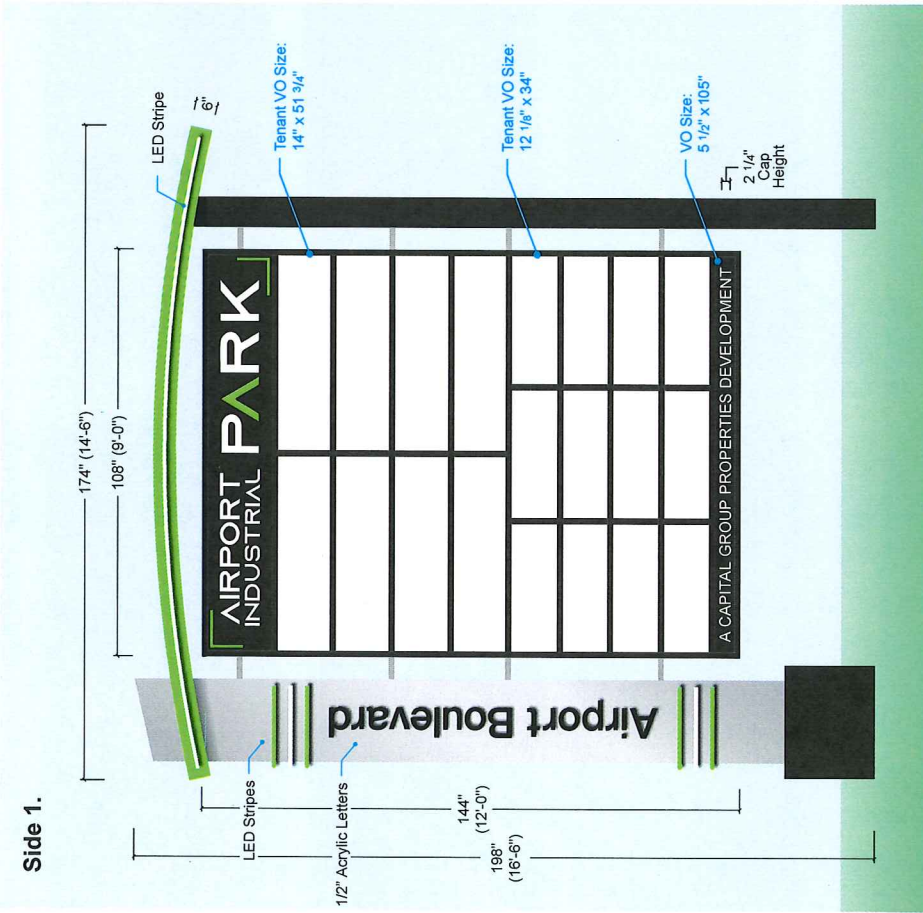 Side 1.
174" (14'-6")
108" (9'-0")
LED Stripe
6"
AIRPORT
INDUSTRIAL PARK
Tenant VO Size:
14" x 51 3/4"
Tenant VO Size:
12 1/8" x 34"
VO Size:
5 1/2" x 105"
2 1/4"
Cap
Height
A CAPITAL GROUP PROPERTIES DEVELOPMENT
Airport Boulevard
LED Stripes
1/2" Acrylic Letters
144"
(12'-0")
198"
(16'-6")